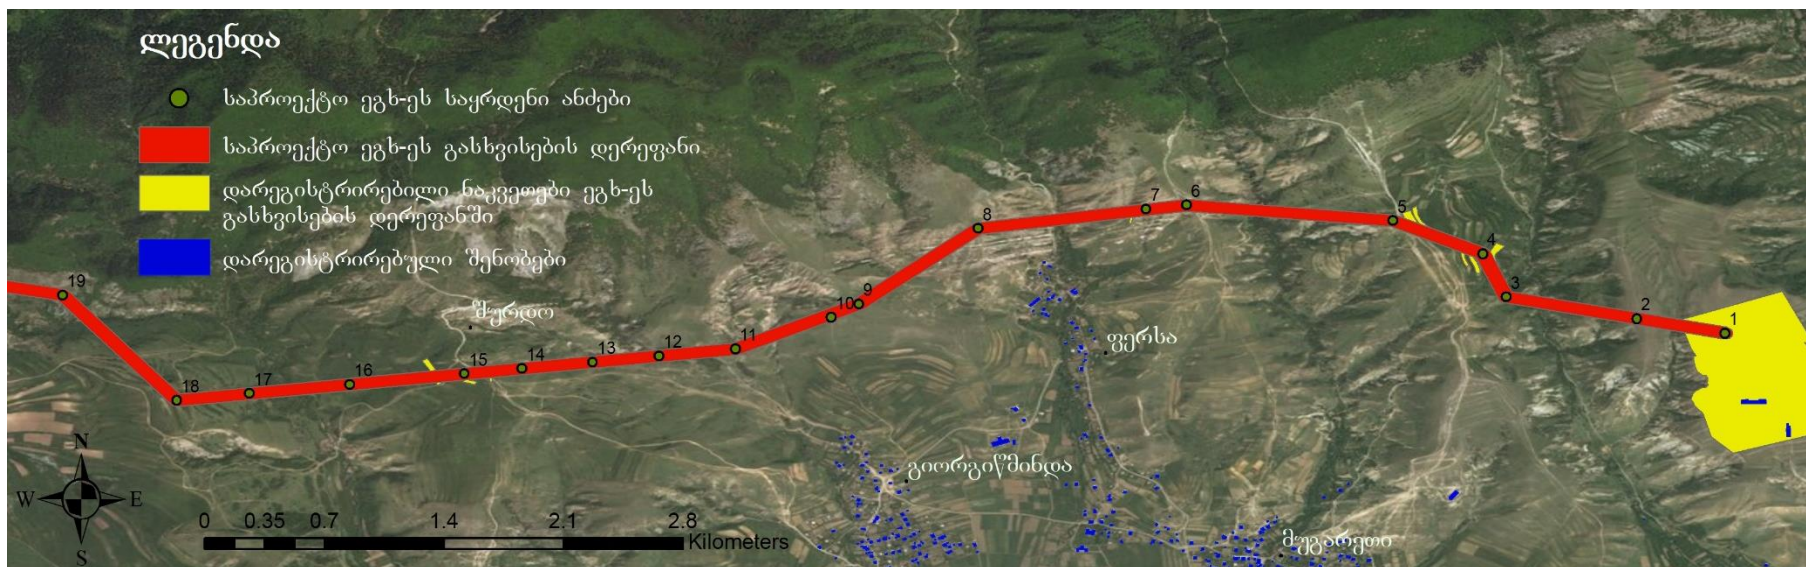 ლეგენდა
საპროექტო ეგხ-ეს საყრდენი ანძები
საპროექტო ეგხ-ეს გასხვისების დერეფანი
დარეგისტრირებილი ნაკვეთები ეგხ-ეს
გასხვისების დერეფანში
დარეგისტრირებული შენობები
19
18
17
16
15
14
13
12
11
10
9
8
7
6
5
4
3
2
1
შურდო
ფერსა
გიორგიწმინდა
მუგარეთი
N
W E
S
0 0.35 0.7 1.4 2.1 2.8
Kilometers